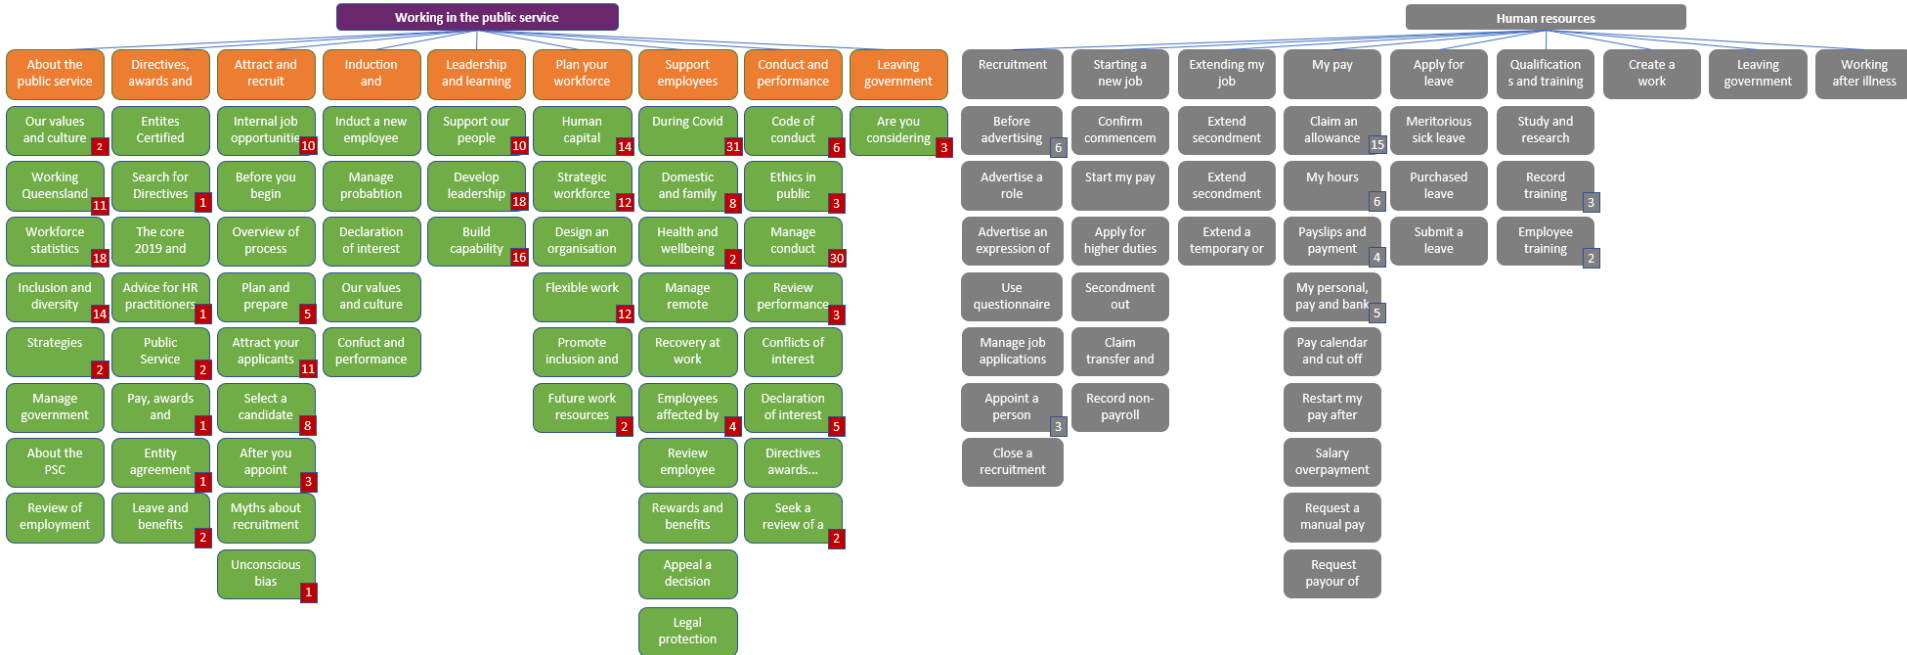 Working in the public service
Human resources
About the
public service
Directives,
awards and
Attract and
recruit
Induction
and
Leadership
and learning
Plan your
workforce
Support
employees
Conduct and
performance
Leaving
government
Recruitment
Starting a
new job
Extending my
job
My pay
Apply for
leave
Qualification
s and training
Create a
work
Leaving
government
Working
after illness
Our values
and culture
2
Working
Queensland
11
Workforce
statistics
18
Inclusion and
diversity
14
Strategies
2
Manage
government
About the
PSC
Review of
employment
Entites
Certified
Search for
Directives
1
The core
2019 and
Advice for HR
practitioners
1
Public
Service
2
Pay, awards
and
1
Entity
agreement
1
Leave and
benefits
2
Internal job
opportunitie
10
Before you
begin
Overview of
process
Plan and
prepare
5
Attract your
applicants
11
Select a
candidate
8
After you
appoint
3
Myths about
recruitment
Unconscious
bias
1
Induct a new
employee
Manage
probabtion
Declaration
of interest
Our values
and culture
Confuct and
performance
Support our
people
10
Develop
leadership
18
Build
capability
16
Human
capital
14
Strategic
workforce
12
Design an
organisation
Flexible work
12
Promote
inclusion and
Future work
resources
2
During Covid
31
Domestic
and family
8
Health and
wellbeing
2
Manage
remote
Recovery at
work
Employees
affected by
4
Review
employee
Rewards and
benefits
Appeal a
decision
Legal
protection
Code of
conduct
6
Ethics in
public
3
Manage
conduct
30
Review
performance
3
Conflicts of
interest
Declaration
of interest
5
Directives
awards...
Seek a
review of a
2
Are you
considering
3
Before
advertising
6
Advertise a
role
Advertise an
expression of
Use
questionnaire
Manage job
applications
Appoint a
person
3
Close a
recruitment
Confirm
commencem
Start my pay
Apply for
higher duties
Secondment
out
Claim
transfer and
Record non-
payroll
Extend
secondment
Extend
secondment
Extend a
temporary or
Claim an
allowance
15
My hours
6
Payslips and
payment
4
My personal,
pay and bank
5
Pay calendar
and cut off
Restart my
pay after
Salary
overpayment
Request a
manual pay
Request
payour of
Meritorious
sick leave
Purchased
leave
Submit a
leave
Study and
research
Record
training
3
Employee
training
2